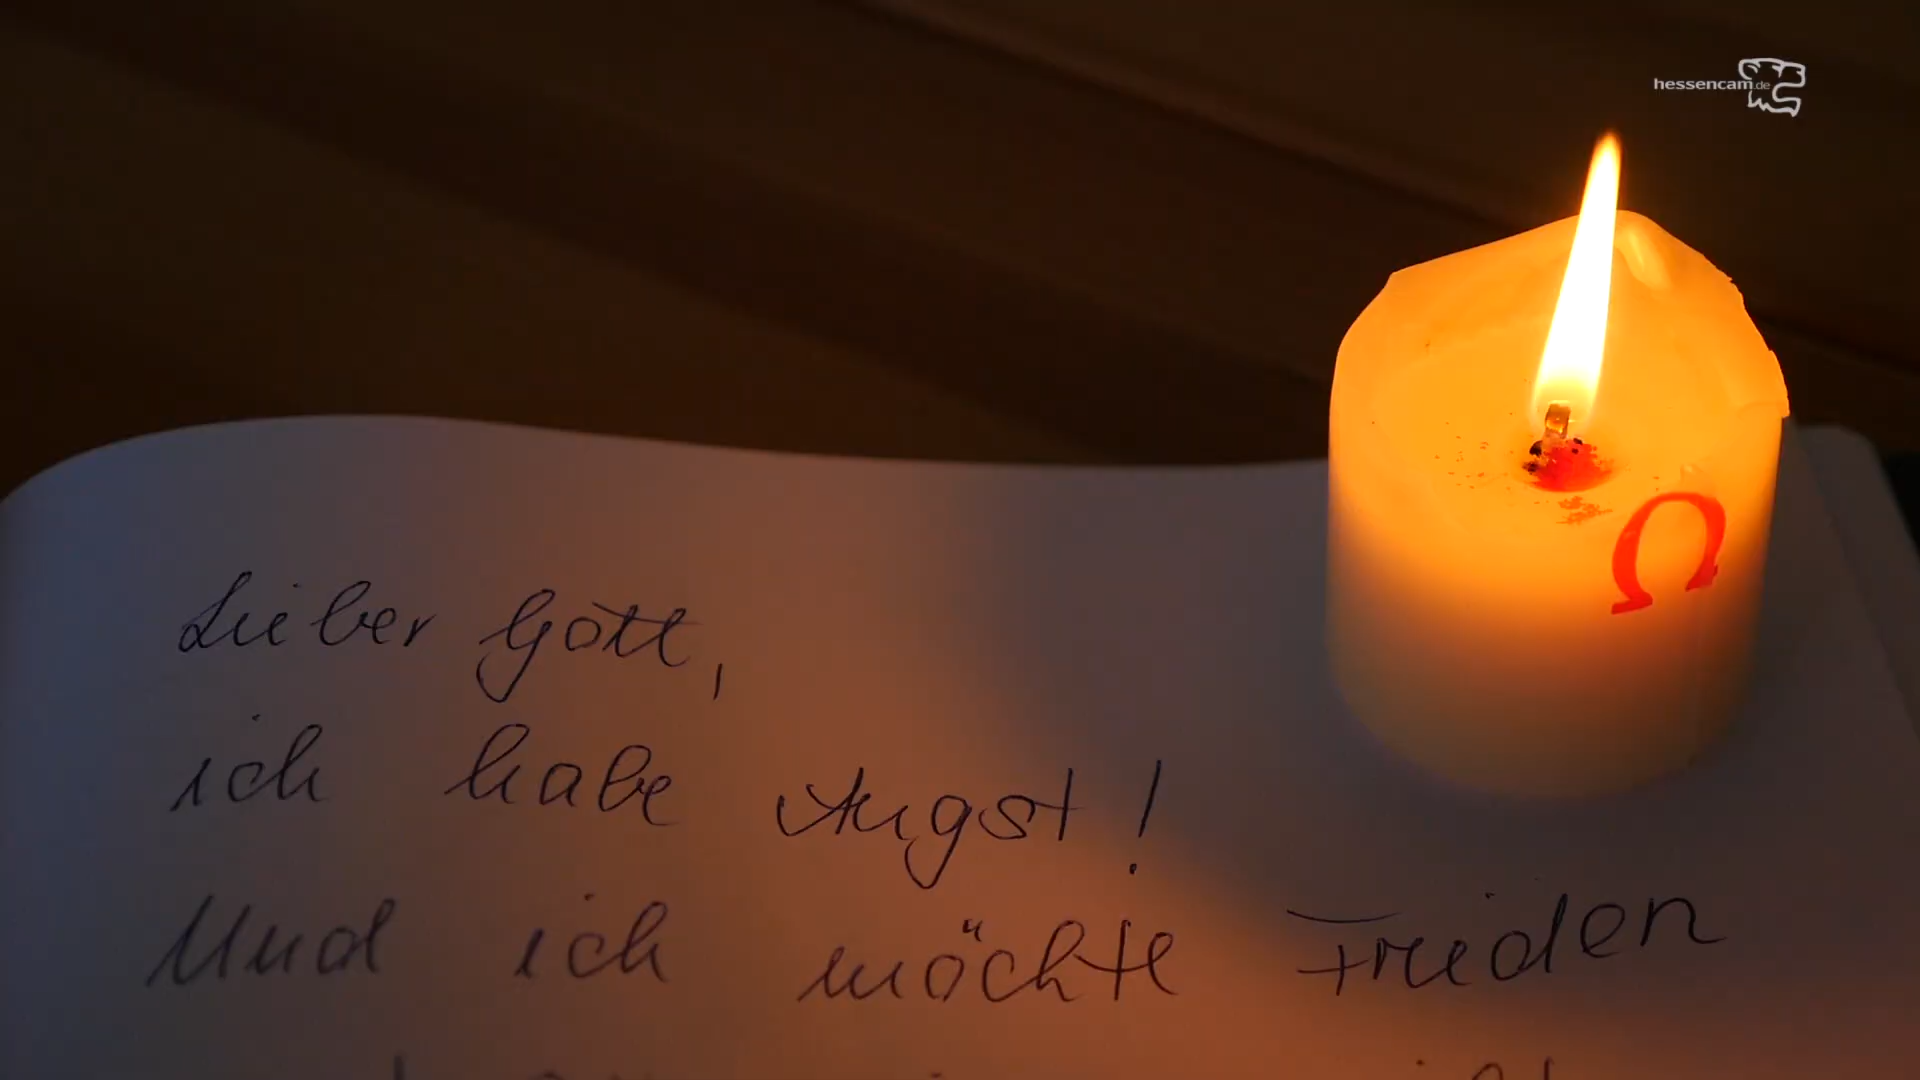 hessencam.de
Ω
Lieber Gott,
ich habe Angst!
Und ich möchte Frieden